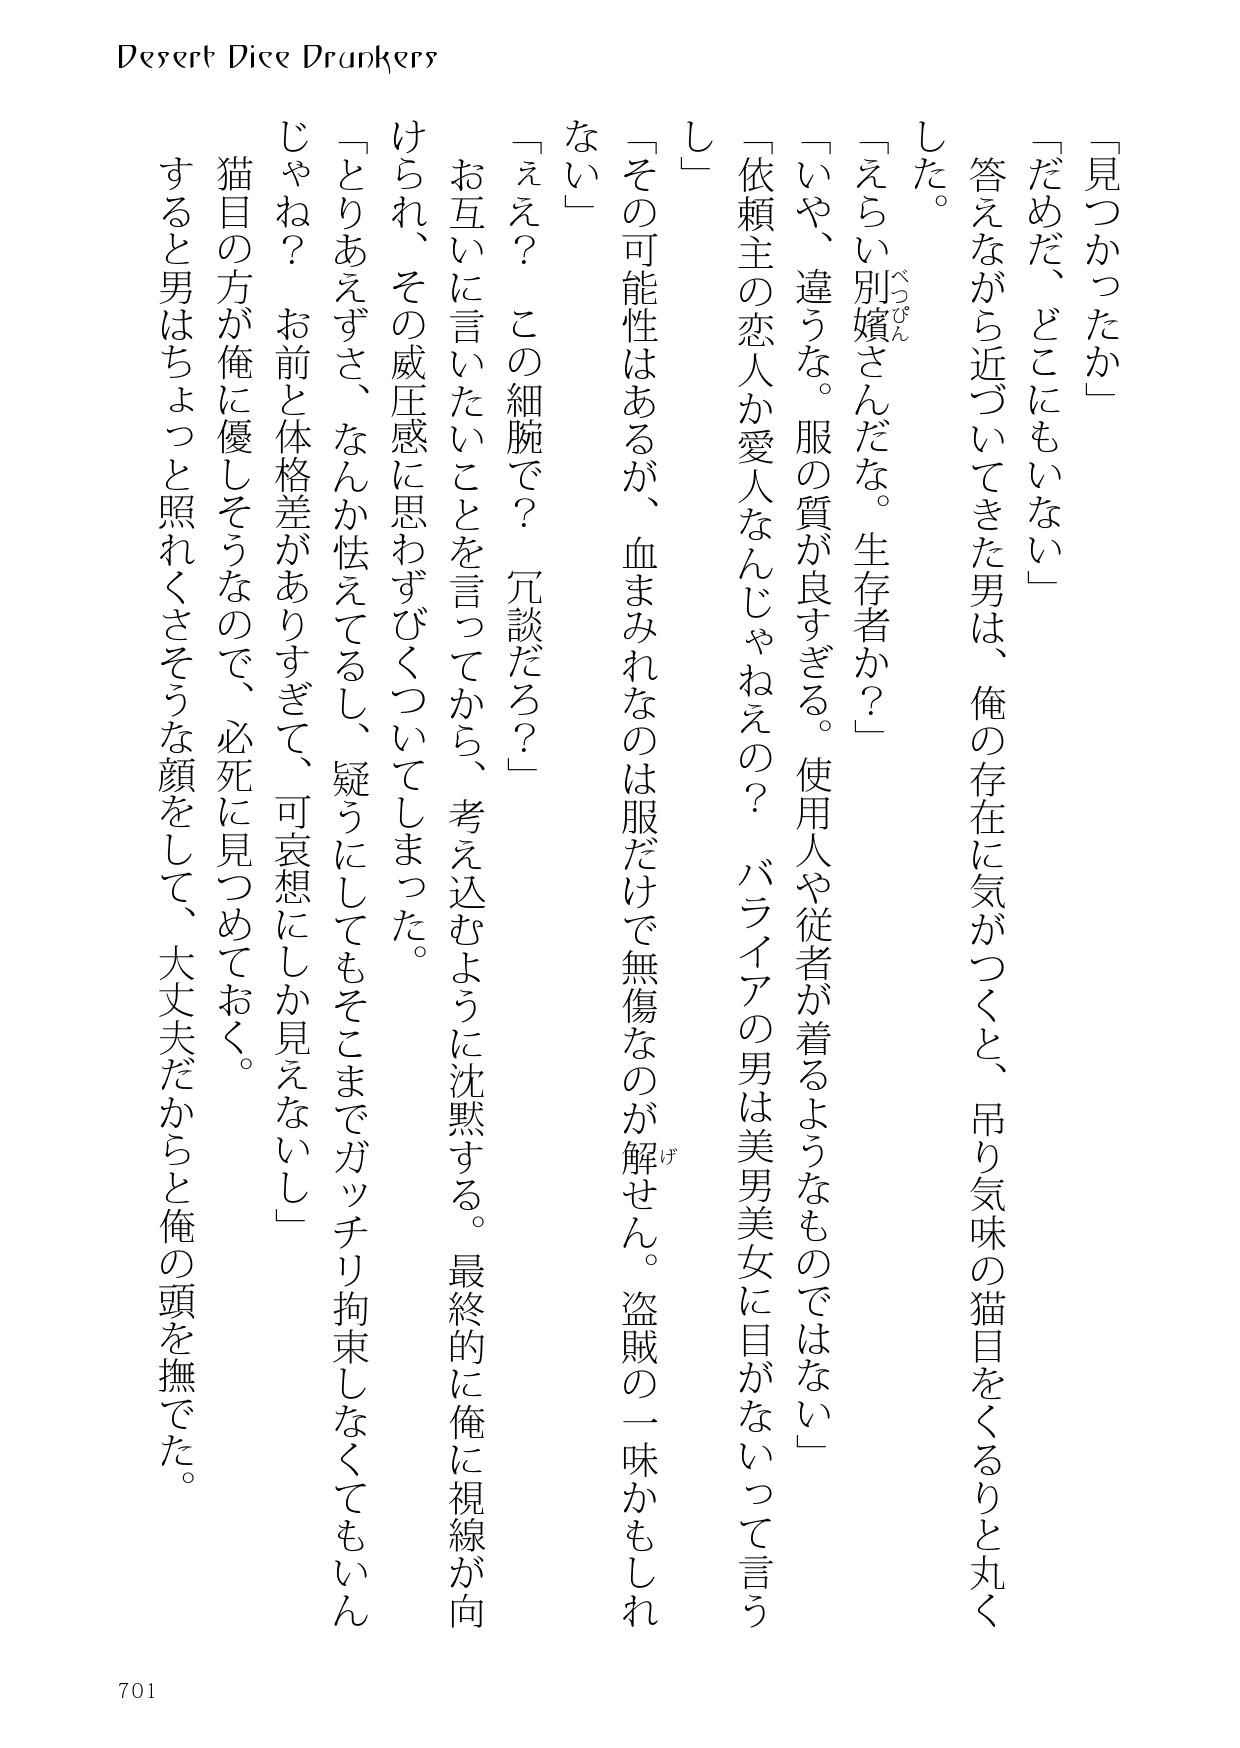 Desert Dice Drunkers
「見つかったか」
「だめだ、どこにもいない」
　答えながら近づいてきた男は、俺の存在に気がつくと、吊り気味の猫目をくるりと丸く
した。
「えらい別嬪さんだな。生存者か？」
べっぴん
「いや、違うな。服の質が良すぎる。使用人や従者が着るようなものではない」
「依頼主の恋人か愛人なんじゃねえの？　バライアの男は美男美女に目がないって言う
し」
「その可能性はあるが、血まみれなのは服だけで無傷なのが解せん。盗賊の一味かもしれ
げ
ない」
「ええ？　この細腕で？　冗談だろ？」
　お互いに言いたいことを言ってから、考え込むように沈黙する。最終的に俺に視線が向
けられ、その威圧感に思わずびくついてしまった。
「とりあえずさ、なんか怯えてるし、疑うにしてもそこまでガッチリ拘束しなくてもいん
じゃね？　お前と体格差がありすぎて、可哀想にしか見えないし」
　猫目の方が俺に優しそうなので、必死に見つめておく。
　すると男はちょっと照れくさそうな顔をして、大丈夫だからと俺の頭を撫でた。
701